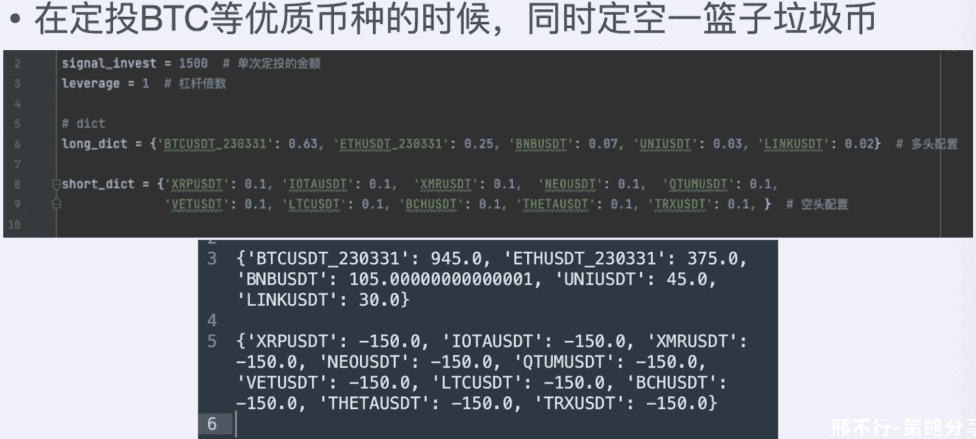 • 在定投BTC等优质币种的时候，同时定空一篮子垃圾币
2 signal_invest = 1500 # 单次定投的金额
3 leverage = 1 # 杠杆倍数
4
5 # dict
6 long_dict = {'BTCUSDT_230331': 0.63, 'ETHUSDT_230331': 0.25, 'BNBUSDT': 0.07, 'UNIUSDT': 0.03, 'LINKUSDT': 0.02} # 多头配置
7
8 short_dict = {'XRPUSDT': 0.1, 'IOTAUSDT': 0.1, 'XMRUSDT': 0.1, 'NEOUSDT': 0.1, 'QTUMUSDT': 0.1,
9 'VETUSDT': 0.1, 'LTCUSDT': 0.1, 'BCHUSDT': 0.1, 'THETAUSDT': 0.1, 'TRXUSDT': 0.1, } # 空头配置
10
3 {'BTCUSDT_230331': 945.0, 'ETHUSDT_230331': 375.0,
'BNBUSDT': 105.00000000000001, 'UNIUSDT': 45.0,
'LINKUSDT': 30.0}
4
5 {'XRPUSDT': -150.0, 'IOTAUSDT': -150.0, 'XMRUSDT':
-150.0, 'NEOUSDT': -150.0, 'QTUMUSDT': -150.0,
'VETUSDT': -150.0, 'LTCUSDT': -150.0, 'BCHUSDT':
-150.0, 'THETAUSDT': -150.0, 'TRXUSDT': -150.0}
6
邢不行-策略分享